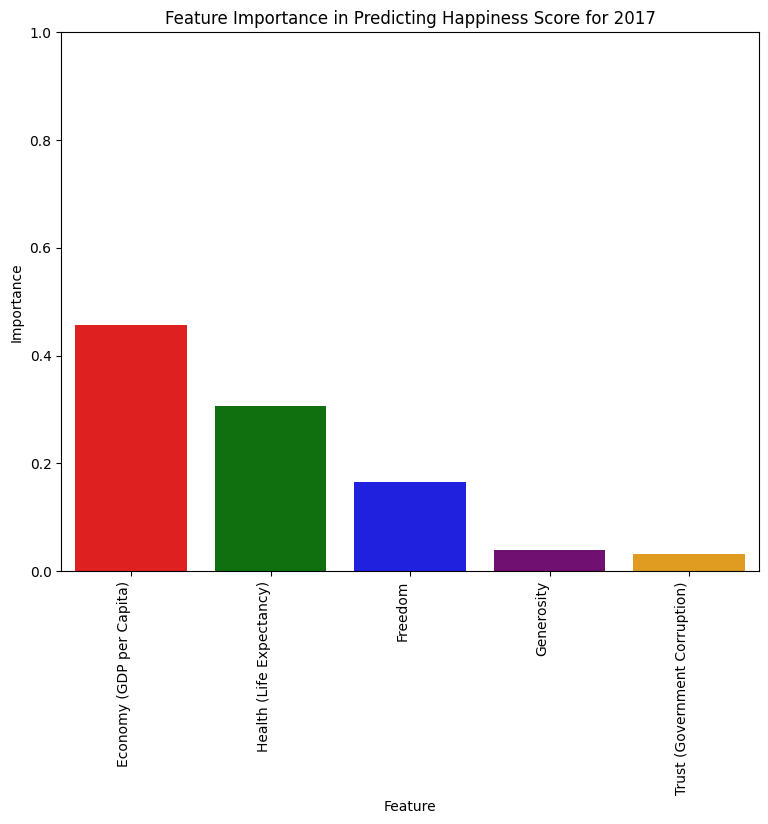 Feature Importance in Predicting Happiness Score for 2017
1.0
0.8
0.6
0.4
0.2
0.0
Importance
Economy (GDP per Capita)
Health (Life Expectancy)
Freedom
Generosity
Trust (Government Corruption)
Feature